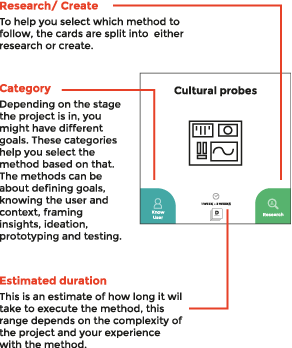 Research/ Create
To help you select which method to
follow, the cards are split into either
research or create.
Category
Depending on the stage
the project is in, you
might have different
goals. These categories
help you select the
method based on that.
The methods can be
about defining goals,
knowing the user and
context, framing
insights, ideation,
prototyping and testing.
Estimated duration
This is an estimate of how long it wil
take to execute the method, this
range depends on the complexity of
the project and your experience
with the method.
Cultural probes
Know
User
Research